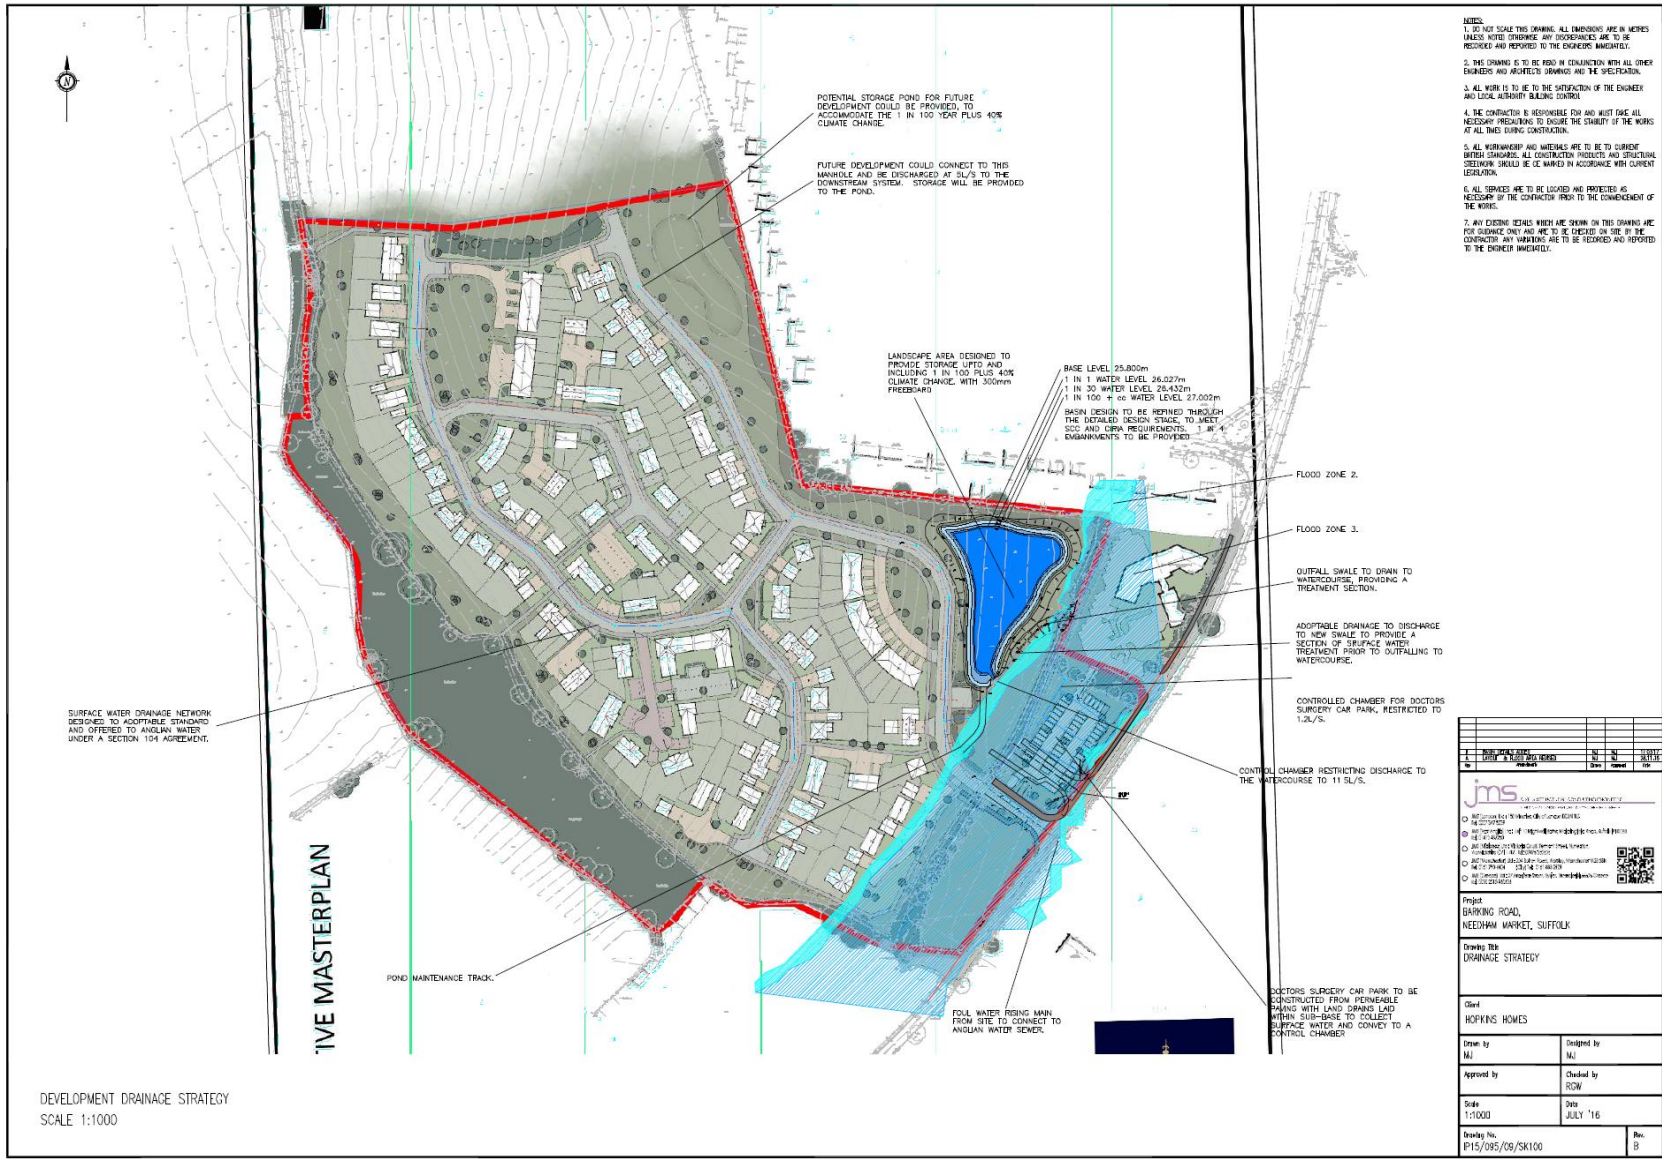 N
POTENTIAL STORAGE POND FOR FUTURE
DEVELOPMENT COULD BE PROVIDED, TO
ACCOMMODATE THE 1 IN 100 YEAR PLUS 40%
CLIMATE CHANGE.
FUTURE DEVELOPMENT COULD CONNECT TO THIS
MANHOLE AND BE DISCHARGED AT 5L/S TO THE
DOWNSTREAM SYSTEM. STORAGE WILL BE PROVIDED
TO THE POND.
LANDSCAPE AREA DESIGNED TO
PROVIDE STORAGE UPTO AND
INCLUDING 1 IN 100 PLUS 40%
CLIMATE CHANGE, WITH 300mm
FREEBOARD
BASE LEVEL 25.800m
1 IN 1 WATER LEVEL 26.027m
1 IN 30 WATER LEVEL 26.432m
1 IN 100 + cc WATER LEVEL 27.002m
BASIN DESIGN TO BE REFINED THROUGH
THE DETAILED DESIGN STAGE, TO MEET
SCC AND CIRIA REQUIREMENTS. 1 IN 4
EMBANKMENTS TO BE PROVIDED
FLOOD ZONE 2.
FLOOD ZONE 3.
OUTFALL SWALE TO DRAIN TO
WATERCOURSE, PROVIDING A
TREATMENT SECTION.
ADOPTABLE DRAINAGE TO DISCHARGE
TO NEW SWALE TO PROVIDE A
SECTION OF SRUFACE WATER
TREATMENT PRIOR TO OUTFALLING TO
WATERCOURSE.
CONTROLLED CHAMBER FOR DOCTORS
SURGERY CAR PARK, RESTRICTED TO
1.2L/S.
CONTROL CHAMBER RESTRICTING DISCHARGE TO
THE WATERCOURSE TO 11.5L/S.
SURFACE WATER DRAINAGE NETWORK
DESIGNED TO ADOPTABLE STANDARD
AND OFFERED TO ANGLIAN WATER
UNDER A SECTION 104 AGREEMENT.
POND MAINTENANCE TRACK.
FOUL WATER RISING MAIN
FROM SITE TO CONNECT TO
ANGLIAN WATER SEWER.
DOCTORS SURGERY CAR PARK TO BE
CONSTRUCTED FROM PERMEABLE
PAVING WITH LAND DRAINS LAID
WITHIN SUB-BASE TO COLLECT
SURFACE WATER AND CONVEY TO A
CONTROL CHAMBER
TIVE MASTERPLAN
DEVELOPMENT DRAINAGE STRATEGY
SCALE 1:1000
NOTES:
1. DO NOT SCALE THIS DRAWING. ALL DIMENSIONS ARE IN METRES
UNLESS NOTED OTHERWISE ANY DISCREPANCIES ARE TO BE
RECORDED AND REPORTED TO THE ENGINEERS IMMEDIATELY.
2. THIS DRAWING IS TO BE READ IN CONJUNCTION WITH ALL OTHER
ENGINEERS AND ARCHITECTS DRAWINGS AND THE SPECIFICATION.
3. ALL WORK IS TO BE TO THE SATISFACTION OF THE ENGINEER
AND LOCAL AUTHORITY BUILDING CONTROL
4. THE CONTRACTOR IS RESPONSIBLE FOR AND MUST TAKE ALL
NECESSARY PRECAUTIONS TO ENSURE THE STABILITY OF THE WORKS
AT ALL TIMES DURING CONSTRUCTION.
5. ALL WORKMANSHIP AND MATERIALS ARE TO BE TO CURRENT
BRITISH STANDARDS. ALL CONSTRUCTION PRODUCTS AND STRUCTURAL
STEELWORK SHOULD BE CE MARKED IN ACCORDANCE WITH CURRENT
LEGISLATION.
6. ALL SERVICES ARE TO BE LOCATED AND PROTECTED AS
NECESSARY BY THE CONTRACTOR PRIOR TO THE COMMENCEMENT OF
THE WORKS.
7. ANY EXISTING DETAILS WHICH ARE SHOWN ON THIS DRAWING ARE
FOR GUIDANCE ONLY AND ARE TO BE CHECKED ON SITE BY THE
CONTRACTOR ANY VARIATIONS ARE TO BE RECORDED AND REPORTED
TO THE ENGINEER IMMEDIATELY.
B BASIN DETAILS ADDED MJ MJ
A LAYOUT & FLOOD AREA REVISED MJ MJ
jms
Project
BARKING ROAD,
NEEDHAM MARKET, SUFFOLK
Drawing Title
DRAINAGE STRATEGY
Client
HOPKINS HOMES
Drawn by
MJ
Designed by
MJ
Approved by
Checked by
RGW
Scale
1:1000
Date
JULY '16
Drawing No.
IP15/095/09/SK100
Rev.
B